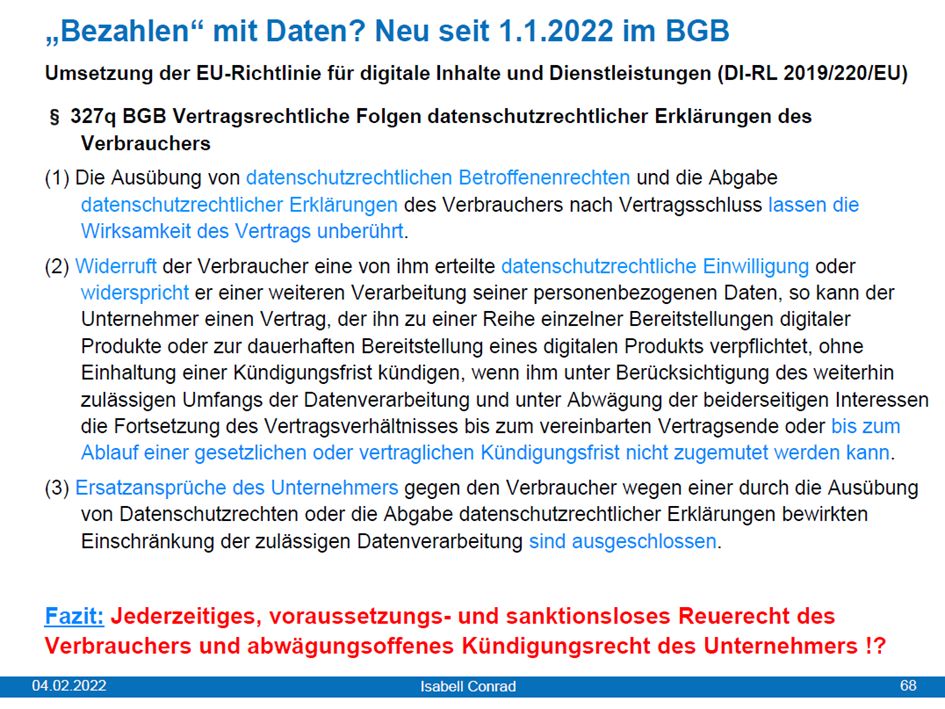 „Bezahlen“ mit Daten? Neu seit 1.1.2022 im BGB
Umsetzung der EU-Richtlinie für digitale Inhalte und Dienstleistungen (DI-RL 2019/220/EU)
§ 327q BGB Vertragsrechtliche Folgen datenschutzrechtlicher Erklärungen des
Verbrauchers
(1) Die Ausübung von datenschutzrechtlichen Betroffenenrechten und die Abgabe
datenschutzrechtlicher Erklärungen des Verbrauchers nach Vertragsschluss lassen die
Wirksamkeit des Vertrags unberührt.
(2) Widerruft der Verbraucher eine von ihm erteilte datenschutzrechtliche Einwilligung oder
widerspricht er einer weiteren Verarbeitung seiner personenbezogenen Daten, so kann der
Unternehmer einen Vertrag, der ihn zu einer Reihe einzelner Bereitstellungen digitaler
Produkte oder zur dauerhaften Bereitstellung eines digitalen Produkts verpflichtet, ohne
Einhaltung einer Kündigungsfrist kündigen, wenn ihm unter Berücksichtigung des weiterhin
zulässigen Umfangs der Datenverarbeitung und unter Abwägung der beiderseitigen Interessen
die Fortsetzung des Vertragsverhältnisses bis zum vereinbarten Vertragsende oder bis zum
Ablauf einer gesetzlichen oder vertraglichen Kündigungsfrist nicht zugemutet werden kann.
(3) Ersatzansprüche des Unternehmers gegen den Verbraucher wegen einer durch die Ausübung
von Datenschutzrechten oder die Abgabe datenschutzrechtlicher Erklärungen bewirkten
Einschränkung der zulässigen Datenverarbeitung sind ausgeschlossen.
Fazit: Jederzeitiges, voraussetzungs- und sanktionsloses Reuerecht des
Verbrauchers und abwägungsoffenes Kündigungsrecht des Unternehmers !?
04.02.2022 Isabell Conrad 68